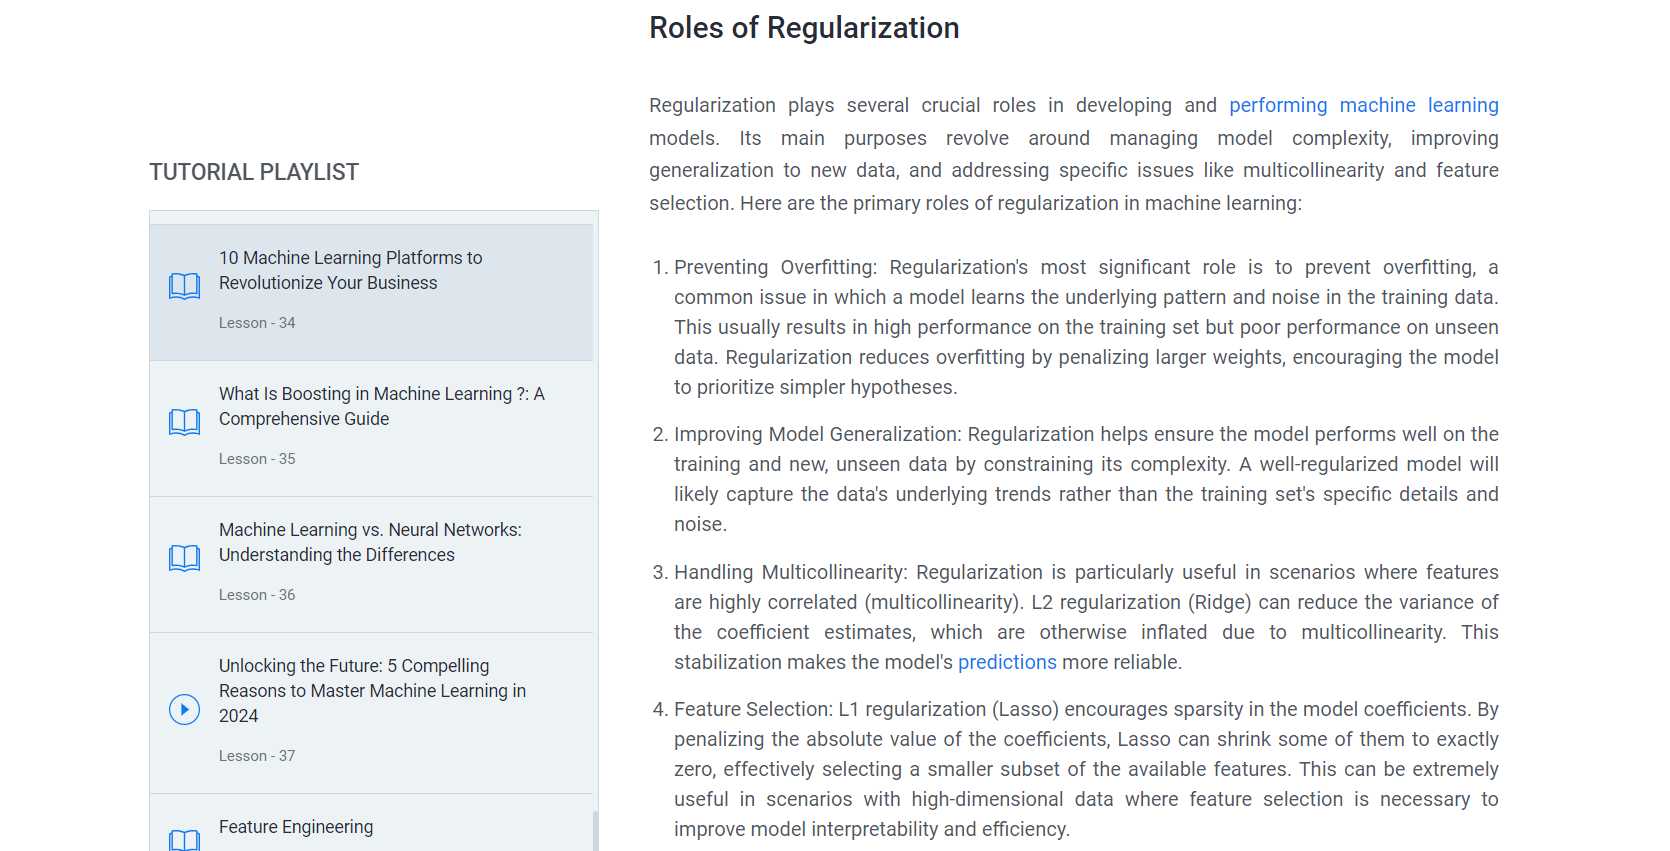 Roles of Regularization
Regularization plays several crucial roles in developing and performing machine learning
models. Its main purposes revolve around managing model complexity, improving
generalization to new data, and addressing specific issues like multicollinearity and feature
selection. Here are the primary roles of regularization in machine learning:
1. Preventing Overfitting: Regularization's most significant role is to prevent overfitting, a
common issue in which a model learns the underlying pattern and noise in the training data.
This usually results in high performance on the training set but poor performance on unseen
data. Regularization reduces overfitting by penalizing larger weights, encouraging the model
to prioritize simpler hypotheses.
2. Improving Model Generalization: Regularization helps ensure the model performs well on the
training and new, unseen data by constraining its complexity. A well-regularized model will
likely capture the data's underlying trends rather than the training set's specific details and
noise.
3. Handling Multicollinearity: Regularization is particularly useful in scenarios where features
are highly correlated (multicollinearity). L2 regularization (Ridge) can reduce the variance of
the coefficient estimates, which are otherwise inflated due to multicollinearity. This
stabilization makes the model's predictions more reliable.
4. Feature Selection: L1 regularization (Lasso) encourages sparsity in the model coefficients. By
penalizing the absolute value of the coefficients, Lasso can shrink some of them to exactly
zero, effectively selecting a smaller subset of the available features. This can be extremely
useful in scenarios with high-dimensional data where feature selection is necessary to
improve model interpretability and efficiency.
TUTORIAL PLAYLIST
10 Machine Learning Platforms to
Revolutionize Your Business
Lesson - 34
What Is Boosting in Machine Learning ?: A
Comprehensive Guide
Lesson - 35
Machine Learning vs. Neural Networks:
Understanding the Differences
Lesson - 36
Unlocking the Future: 5 Compelling
Reasons to Master Machine Learning in
2024
Lesson - 37
Feature Engineering